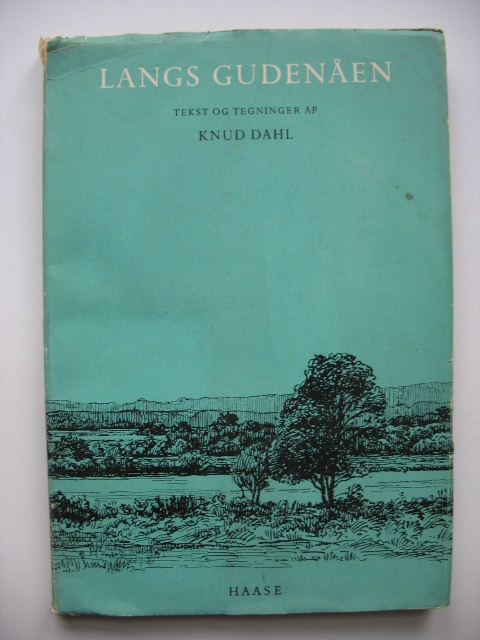 LANGS GUDENÅEN
TEKST OG TEGNINGER AF
KNUD DAHL
HAASE